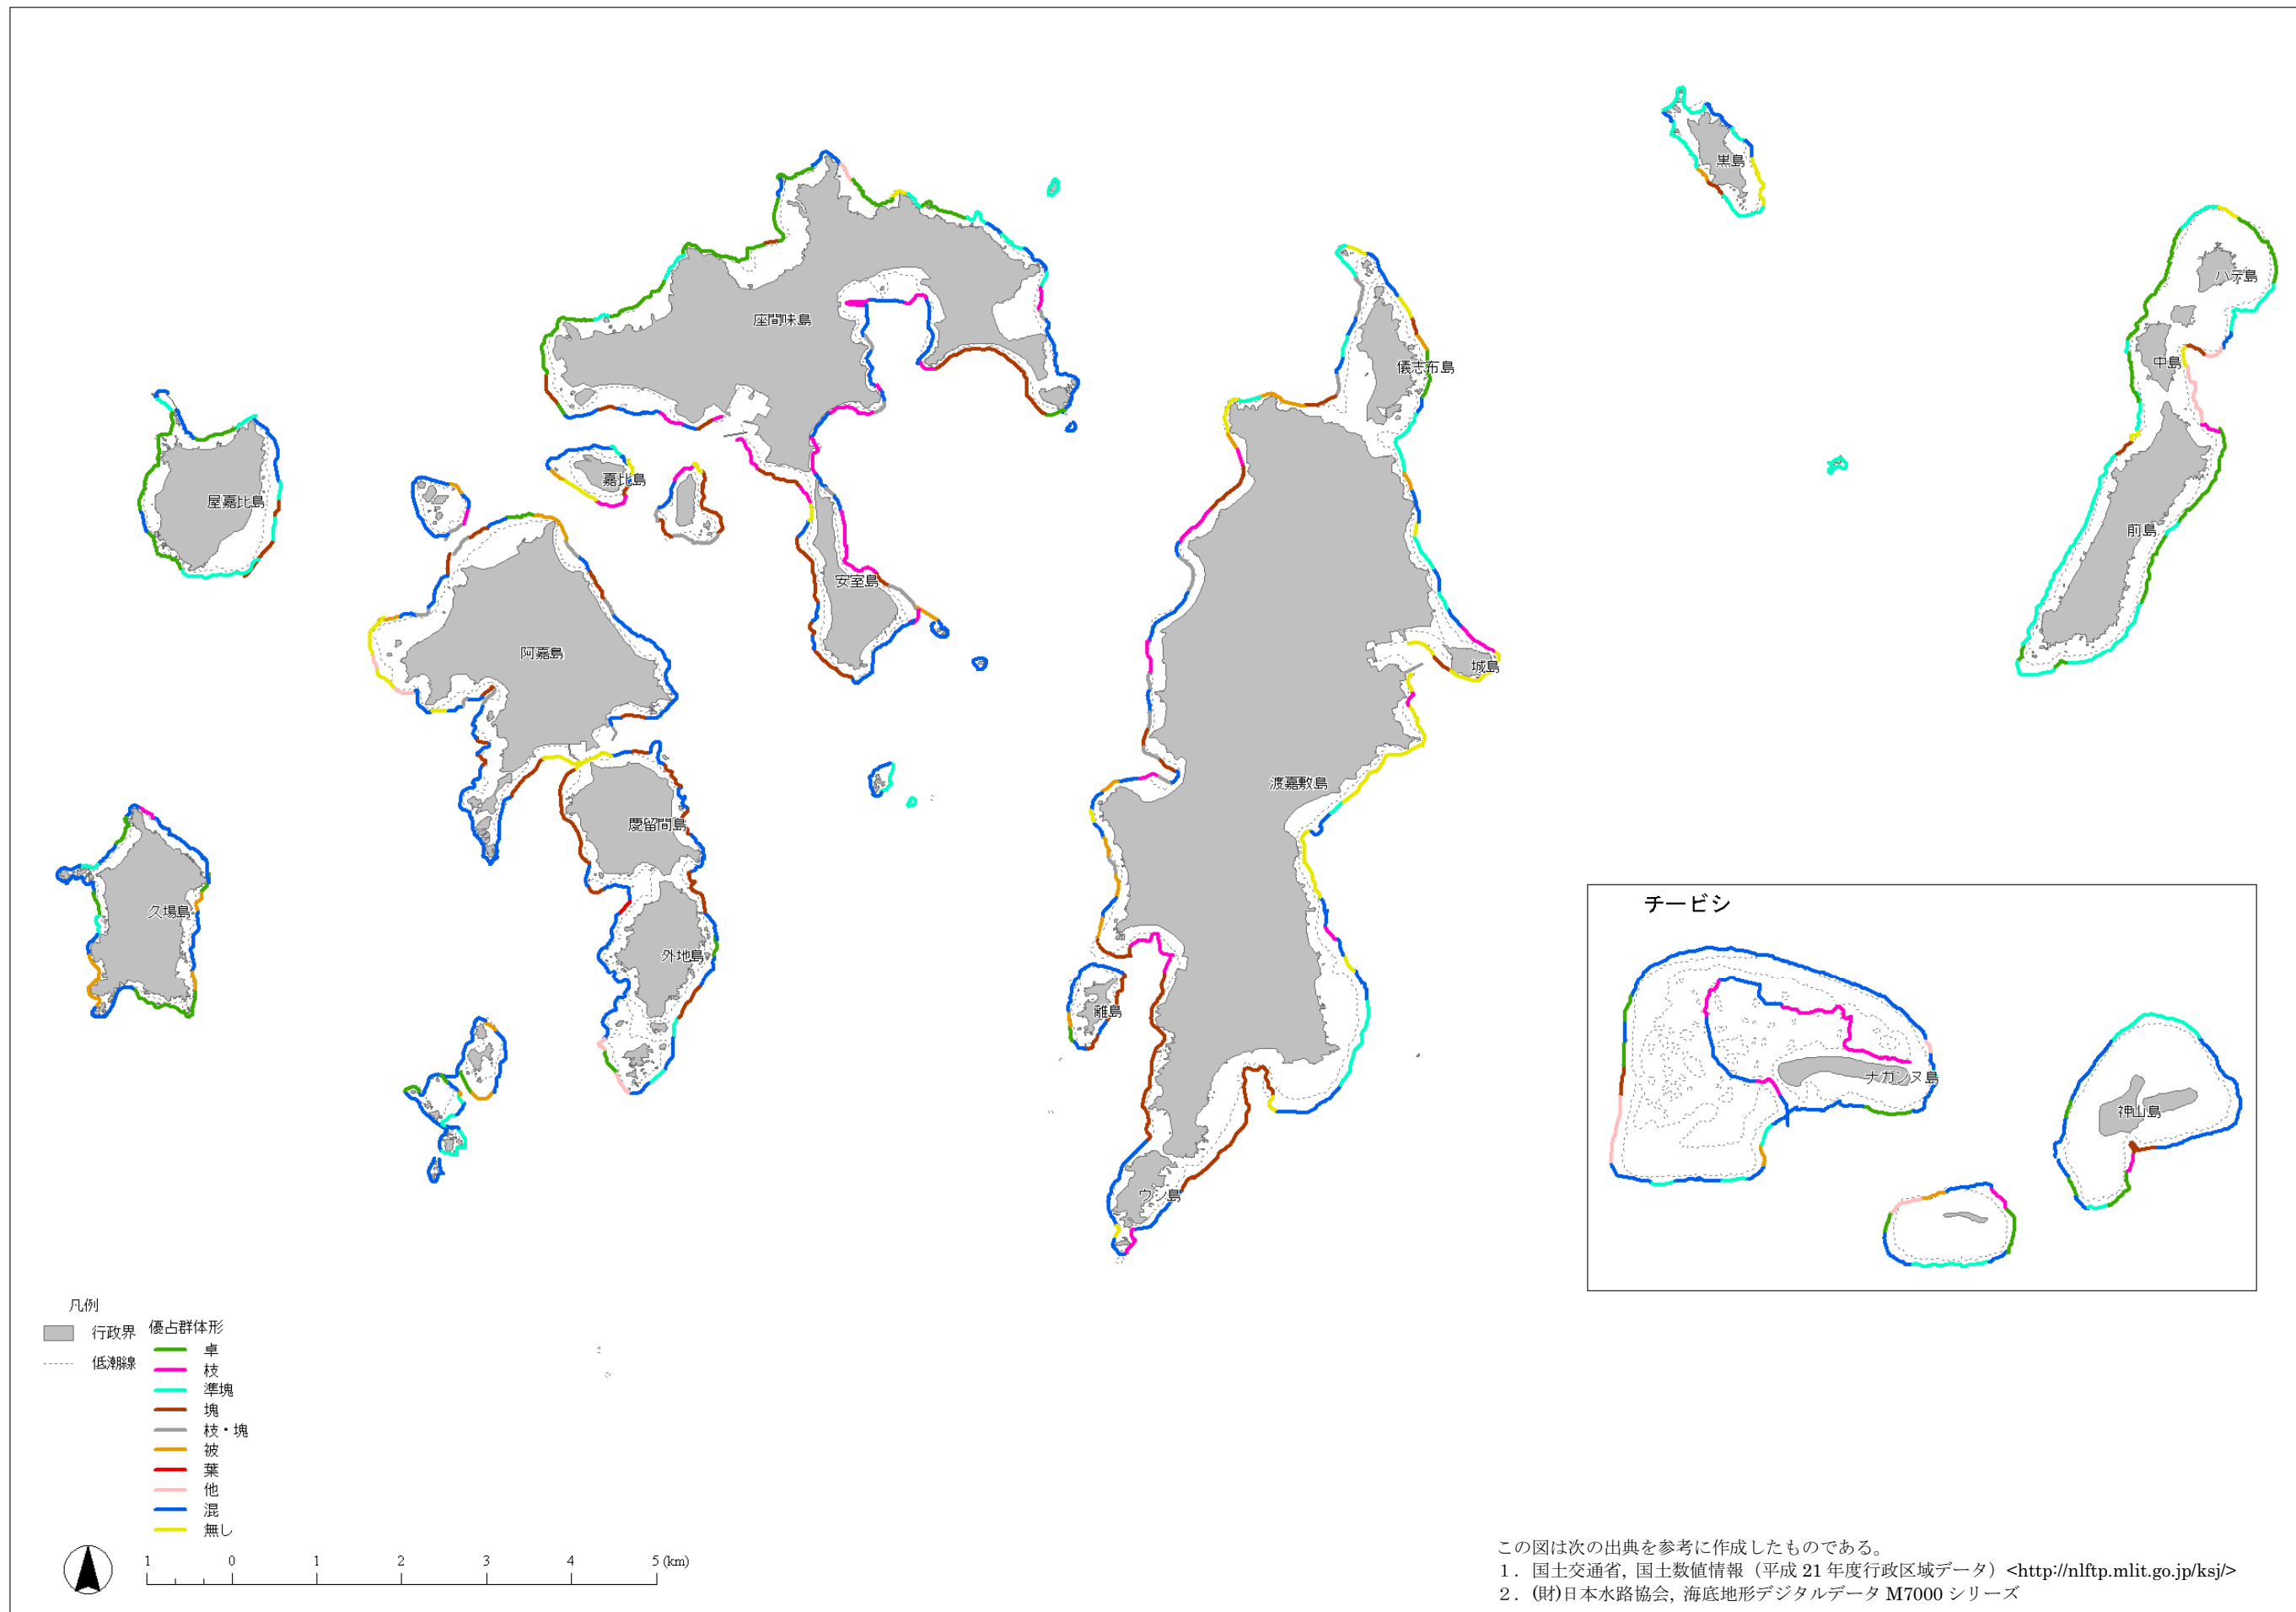 黒島
ハテ島
座間味島
中島
儀志布島
嘉比島
屋嘉比島
前島
安室島
阿嘉島
城島
渡嘉敷島
慶留間島
チービシ
久場島
外地島
離島
ナガンヌ島
神山島
ウン島
凡例
行政界
低潮線
優占群体形
卓
枝
準塊
塊
枝・塊
被
葉
他
混
無し
1 0 1 2 3 4 5 (km)
この図は次の出典を参考に作成したものである。
1. 国土交通省, 国土数値情報（平成 21 年度行政区域データ）<http://nlftp.mlit.go.jp/ksj/>
2. (財)日本水路協会, 海底地形デジタルデータ M7000 シリーズ